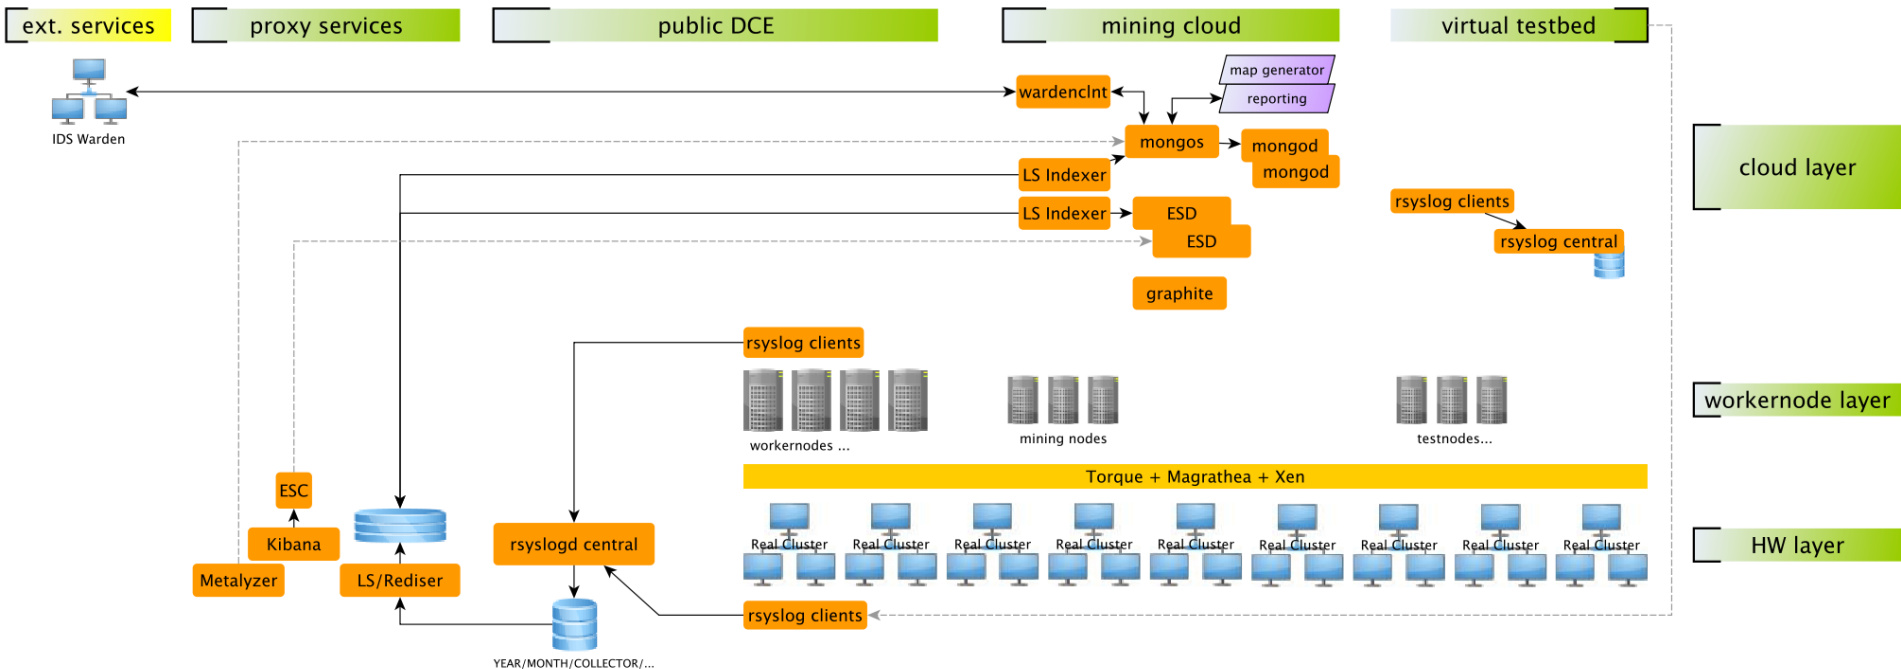 ext. services
proxy services
public DCE
mining cloud
virtual testbed
map generator
wardenclnt
reporting
IDS Warden
mongos
mongod
mongod
cloud layer
LS Indexer
rsyslog clients
LS Indexer
ESD
ESD
rsyslog central
graphite
rsyslog clients
workernode layer
workernodes ...
mining nodes
testnodes...
Torque + Magrathea + Xen
ESC
Kibana
rsyslogd central
Real Cluster
Real Cluster
Real Cluster
Real Cluster
Real Cluster
Real Cluster
Real Cluster
Real Cluster
Real Cluster
HW layer
Metalyzer
LS/Rediser
rsyslog clients
YEAR/MONTH/COLLECTOR/...